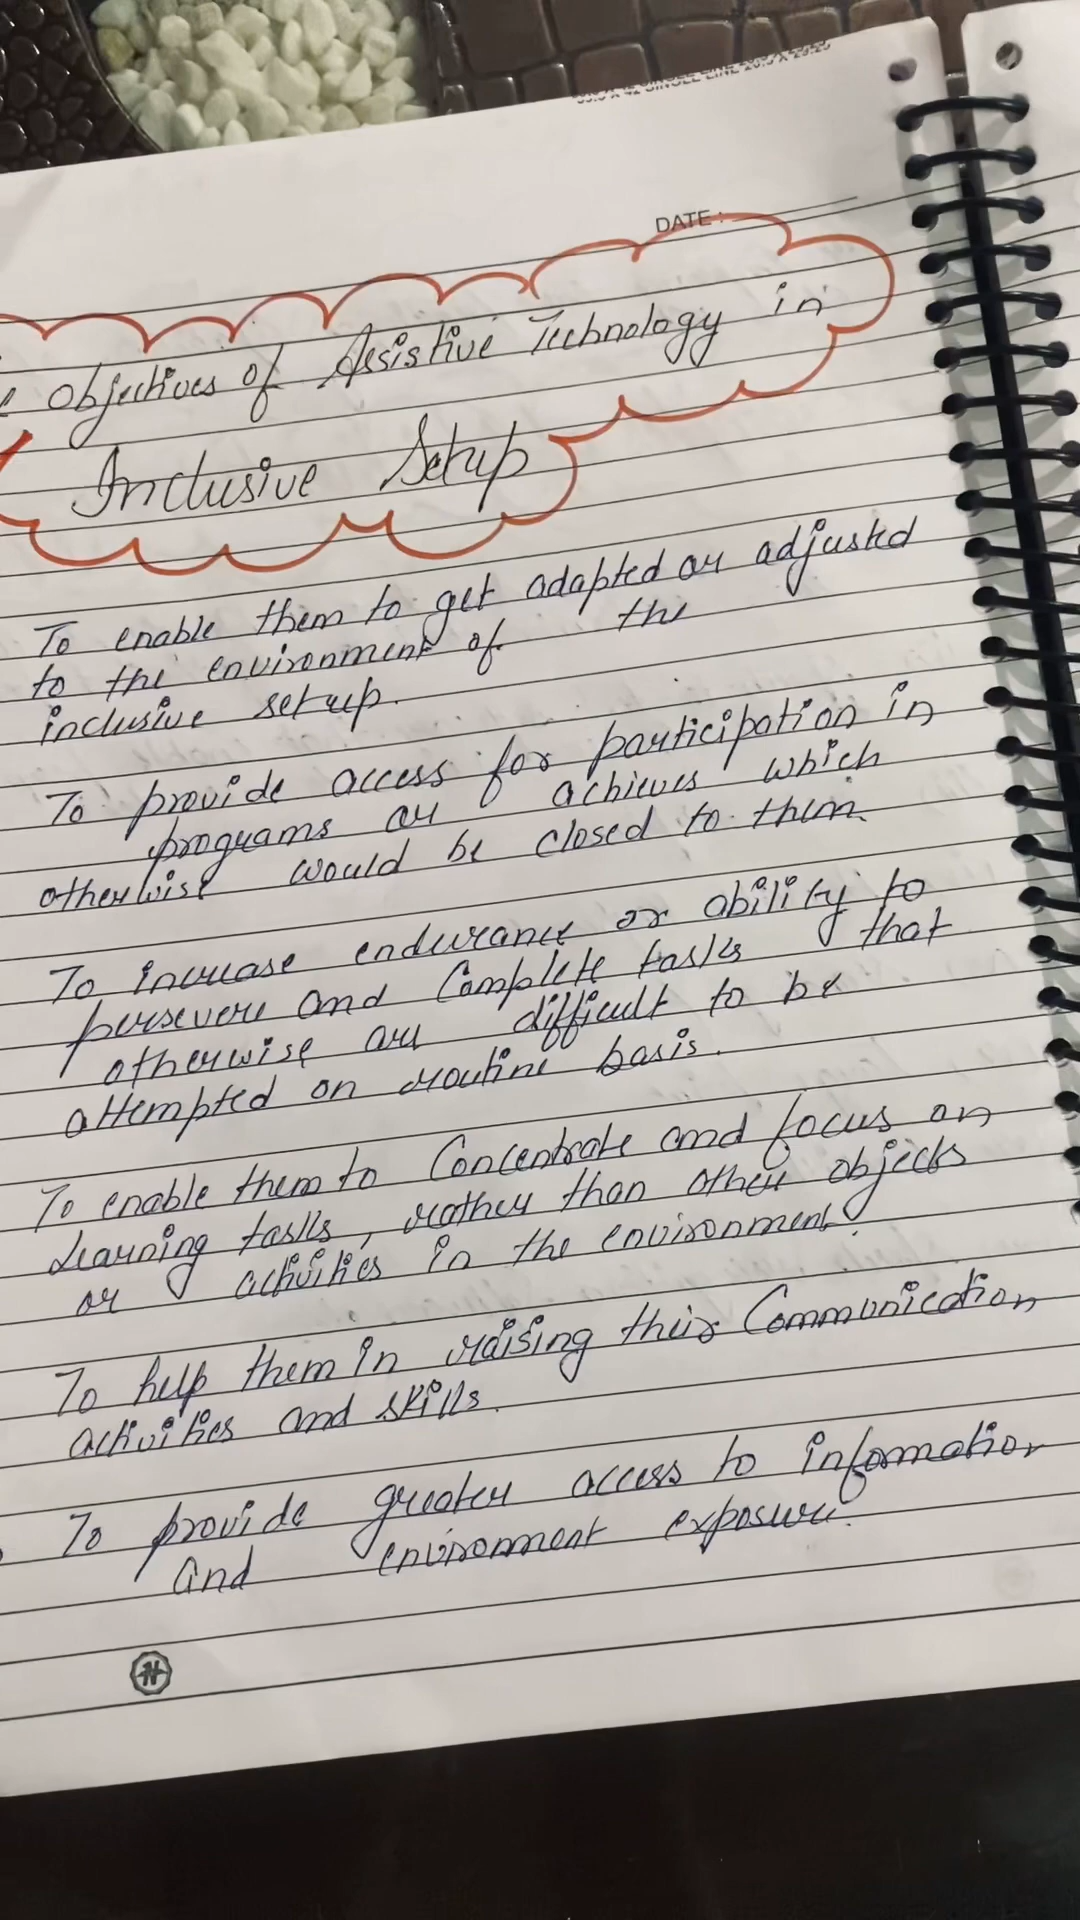 DATE :
Objectives of Assistive Technology in
Inclusive Setup
To enable them to get adapted or adjusted
to the environment of the
inclusive setup.
To provide access for participation in
programs or achieves which
otherwise would be closed to them.
To increase endurance or ability to
persevere and Complete tasks that
otherwise are difficult to be
attempted on routine basis.
To enable them to Concentrate and focus on
learning tasks, rather than other objects
or activities in the environment.
To help them in raising their Communication
activities and skills.
To provide greater access to information
and environment exposure.